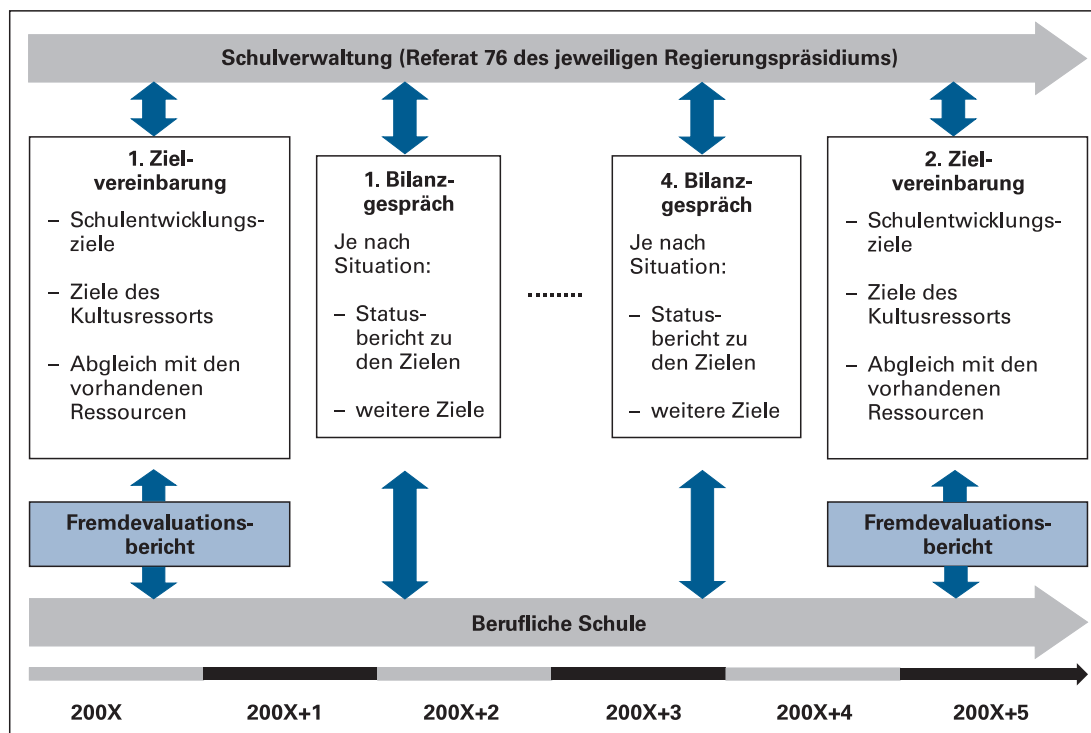 Schulverwaltung (Referat 76 des jeweiligen Regierungspräsidiums)
1. Ziel-
vereinbarung
– Schulentwicklungs-
ziele
– Ziele des
Kultusressorts
– Abgleich mit den
vorhandenen
Ressourcen
1. Bilanz-
gespräch
Je nach
Situation:
– Status-
bericht zu
den Zielen
– weitere Ziele
........
4. Bilanz-
gespräch
Je nach
Situation:
– Status-
bericht zu
den Zielen
– weitere Ziele
2. Ziel-
vereinbarung
– Schulentwicklungs-
ziele
– Ziele des
Kultusressorts
– Abgleich mit den
vorhandenen
Ressourcen
Fremdevaluations-
bericht
Fremdevaluations-
bericht
Berufliche Schule
200X 200X+1 200X+2 200X+3 200X+4 200X+5